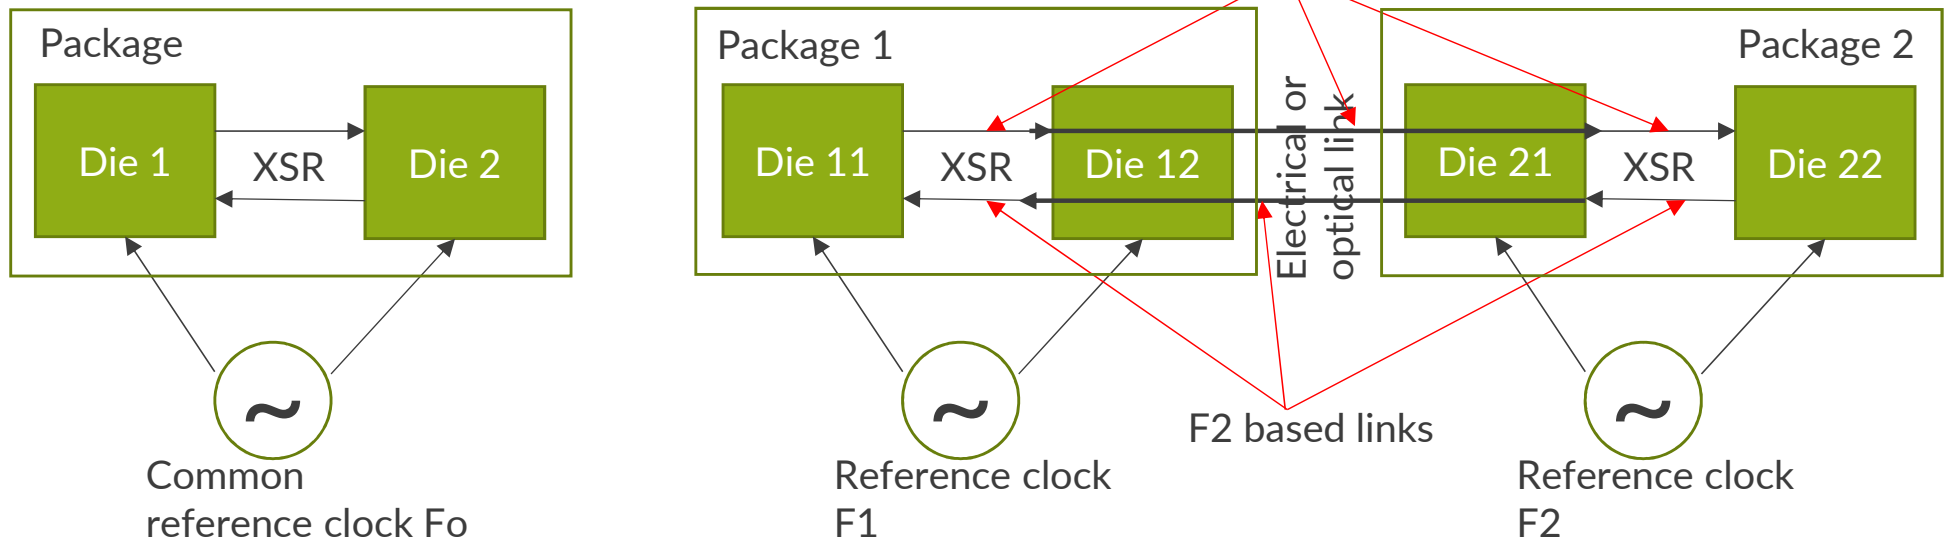 Package
Die 1
XSR
Die 2
~
Common
reference clock Fo
Package 1
Die 11
XSR
Die 12
~
Reference clock
F1
Electrical or
optical link
F2 based links
Package 2
Die 21
XSR
Die 22
~
Reference clock
F2